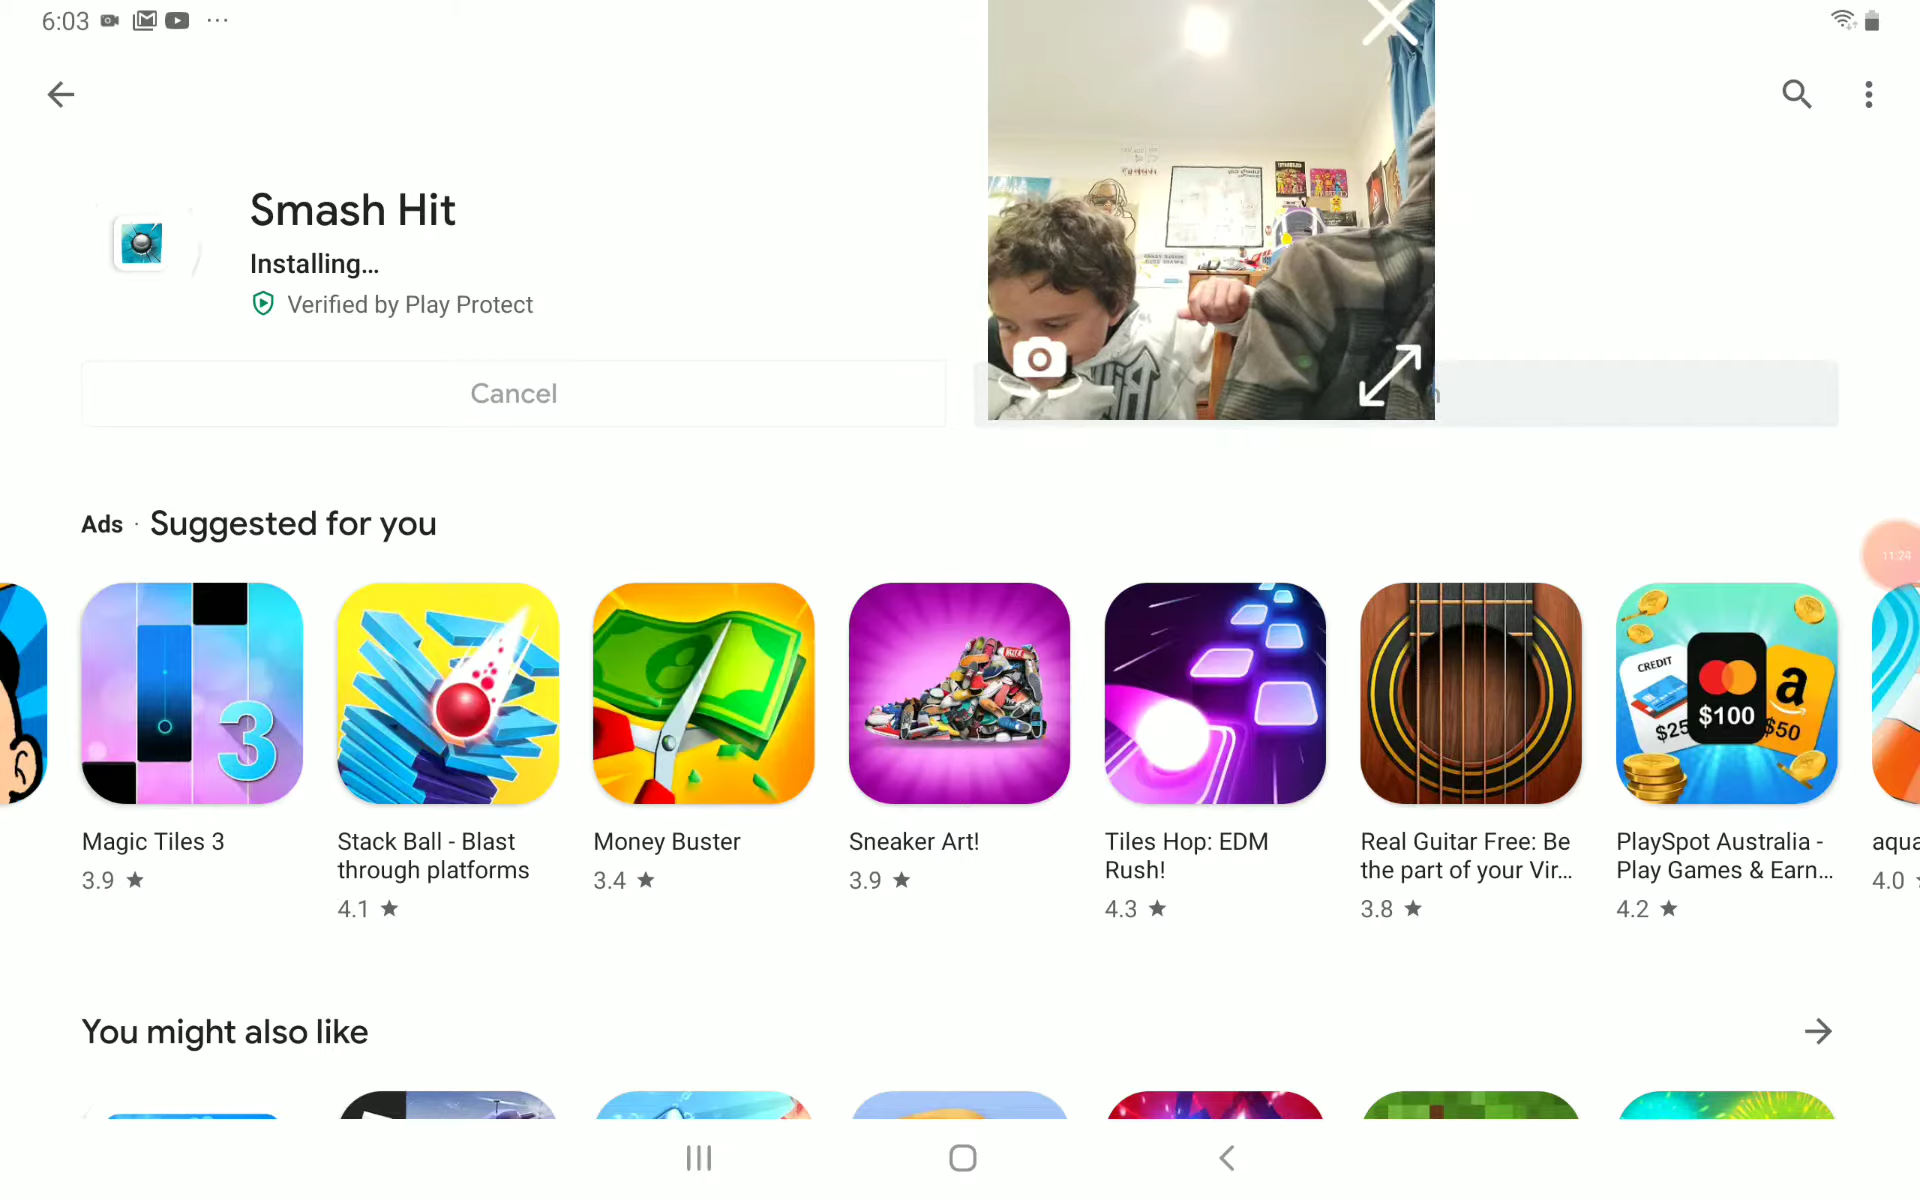 6:03
Smash Hit
Installing...
Verified by Play Protect
Cancel
Ads · Suggested for you
11:24
3
CREDIT
$25
$100
a
$50
Magic Tiles 3
3.9 ★
Stack Ball - Blast
through platforms
4.1 ★
Money Buster
3.4 ★
Sneaker Art!
3.9 ★
Tiles Hop: EDM
Rush!
4.3 ★
Real Guitar Free: Be
the part of your Vir...
3.8 ★
PlaySpot Australia -
Play Games & Earn...
4.2 ★
aqua
4.0
You might also like